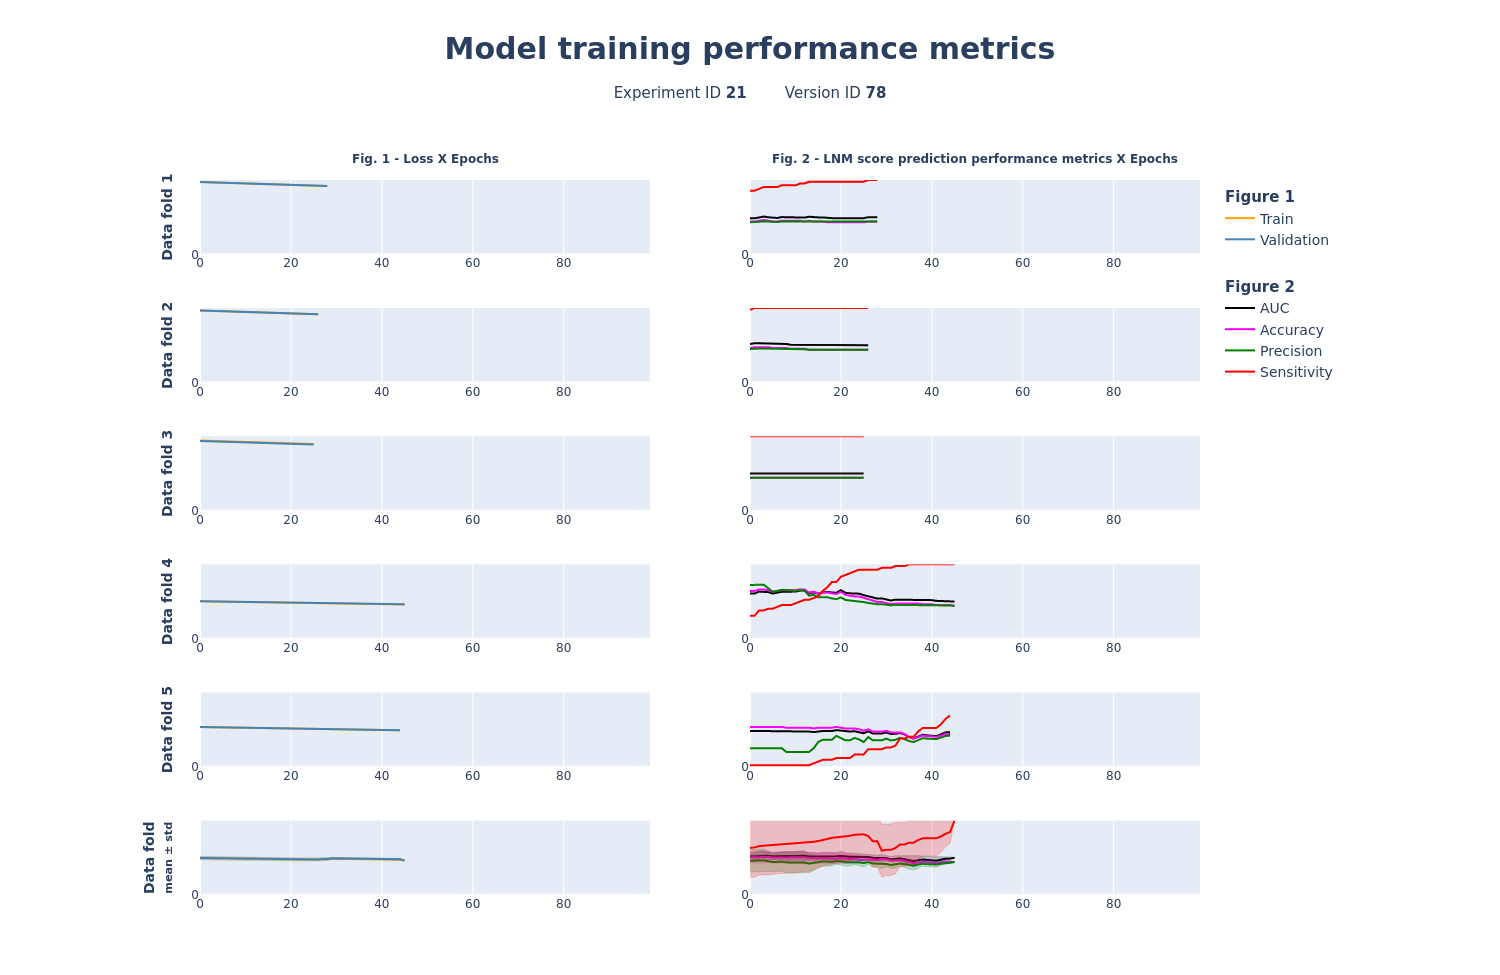 Model training performance metrics
Experiment ID 21 Version ID 78
Fig. 1 - Loss X Epochs
Fig. 2 - LNM score prediction performance metrics X Epochs
Data fold 1
0
0 20 40 60 80
0
0 20 40 60 80
Figure 1
Train
Validation
Figure 2
AUC
Accuracy
Precision
Sensitivity
Data fold 2
0
0 20 40 60 80
0
0 20 40 60 80
Data fold 3
0
0 20 40 60 80
0
0 20 40 60 80
Data fold 4
0
0 20 40 60 80
0
0 20 40 60 80
Data fold 5
0
0 20 40 60 80
0
0 20 40 60 80
Data fold
mean ± std
0
0 20 40 60 80
0
0 20 40 60 80